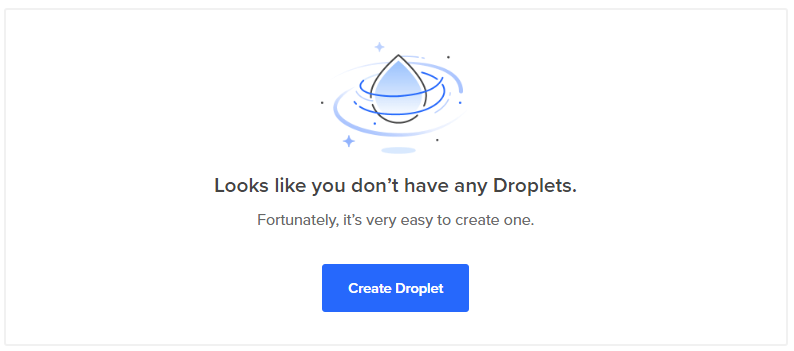 Looks like you don’t have any Droplets.
Fortunately, it’s very easy to create one.
Create Droplet